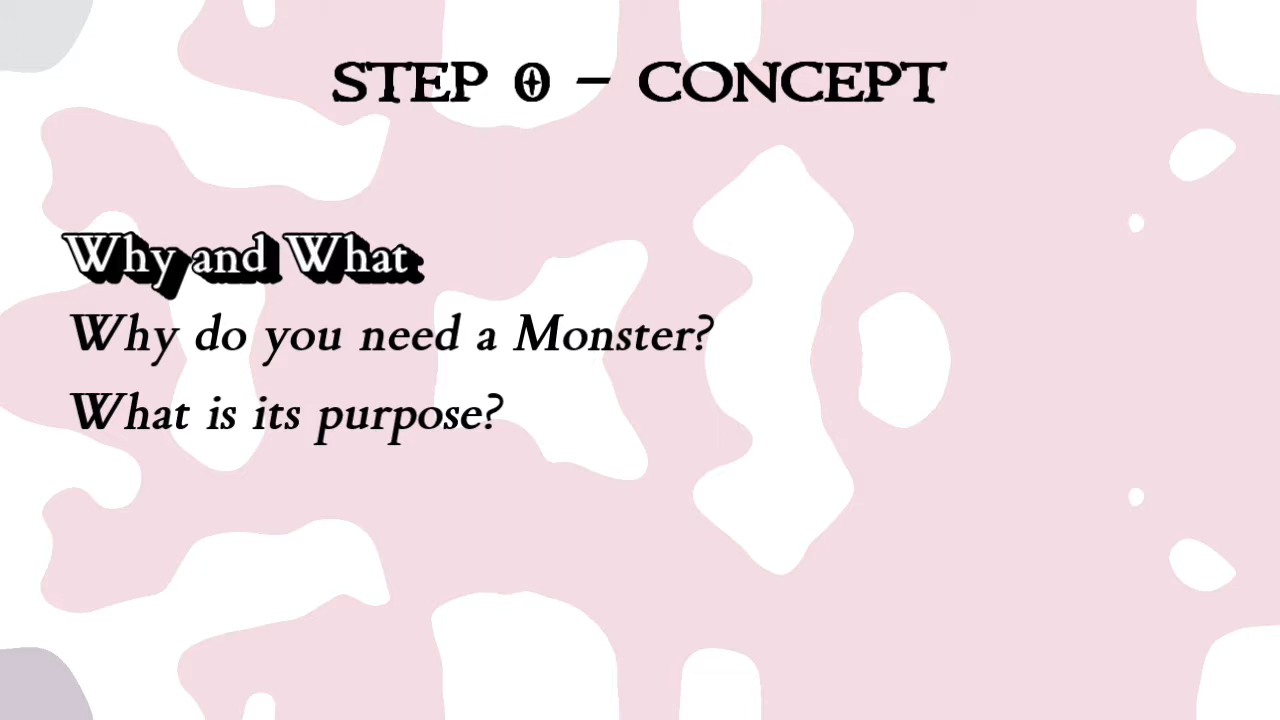 STEP 0 – CONCEPT
Why and What
Why do you need a Monster?
What is its purpose?